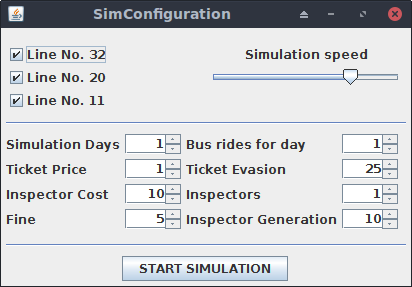 SimConfiguration
Line No. 32
Simulation speed
Line No. 20
Line No. 11
Simulation Days 1 Bus rides for day 1
Ticket Price 1 Ticket Evasion 25
Inspector Cost 10 Inspectors 1
Fine 5 Inspector Generation 10
START SIMULATION